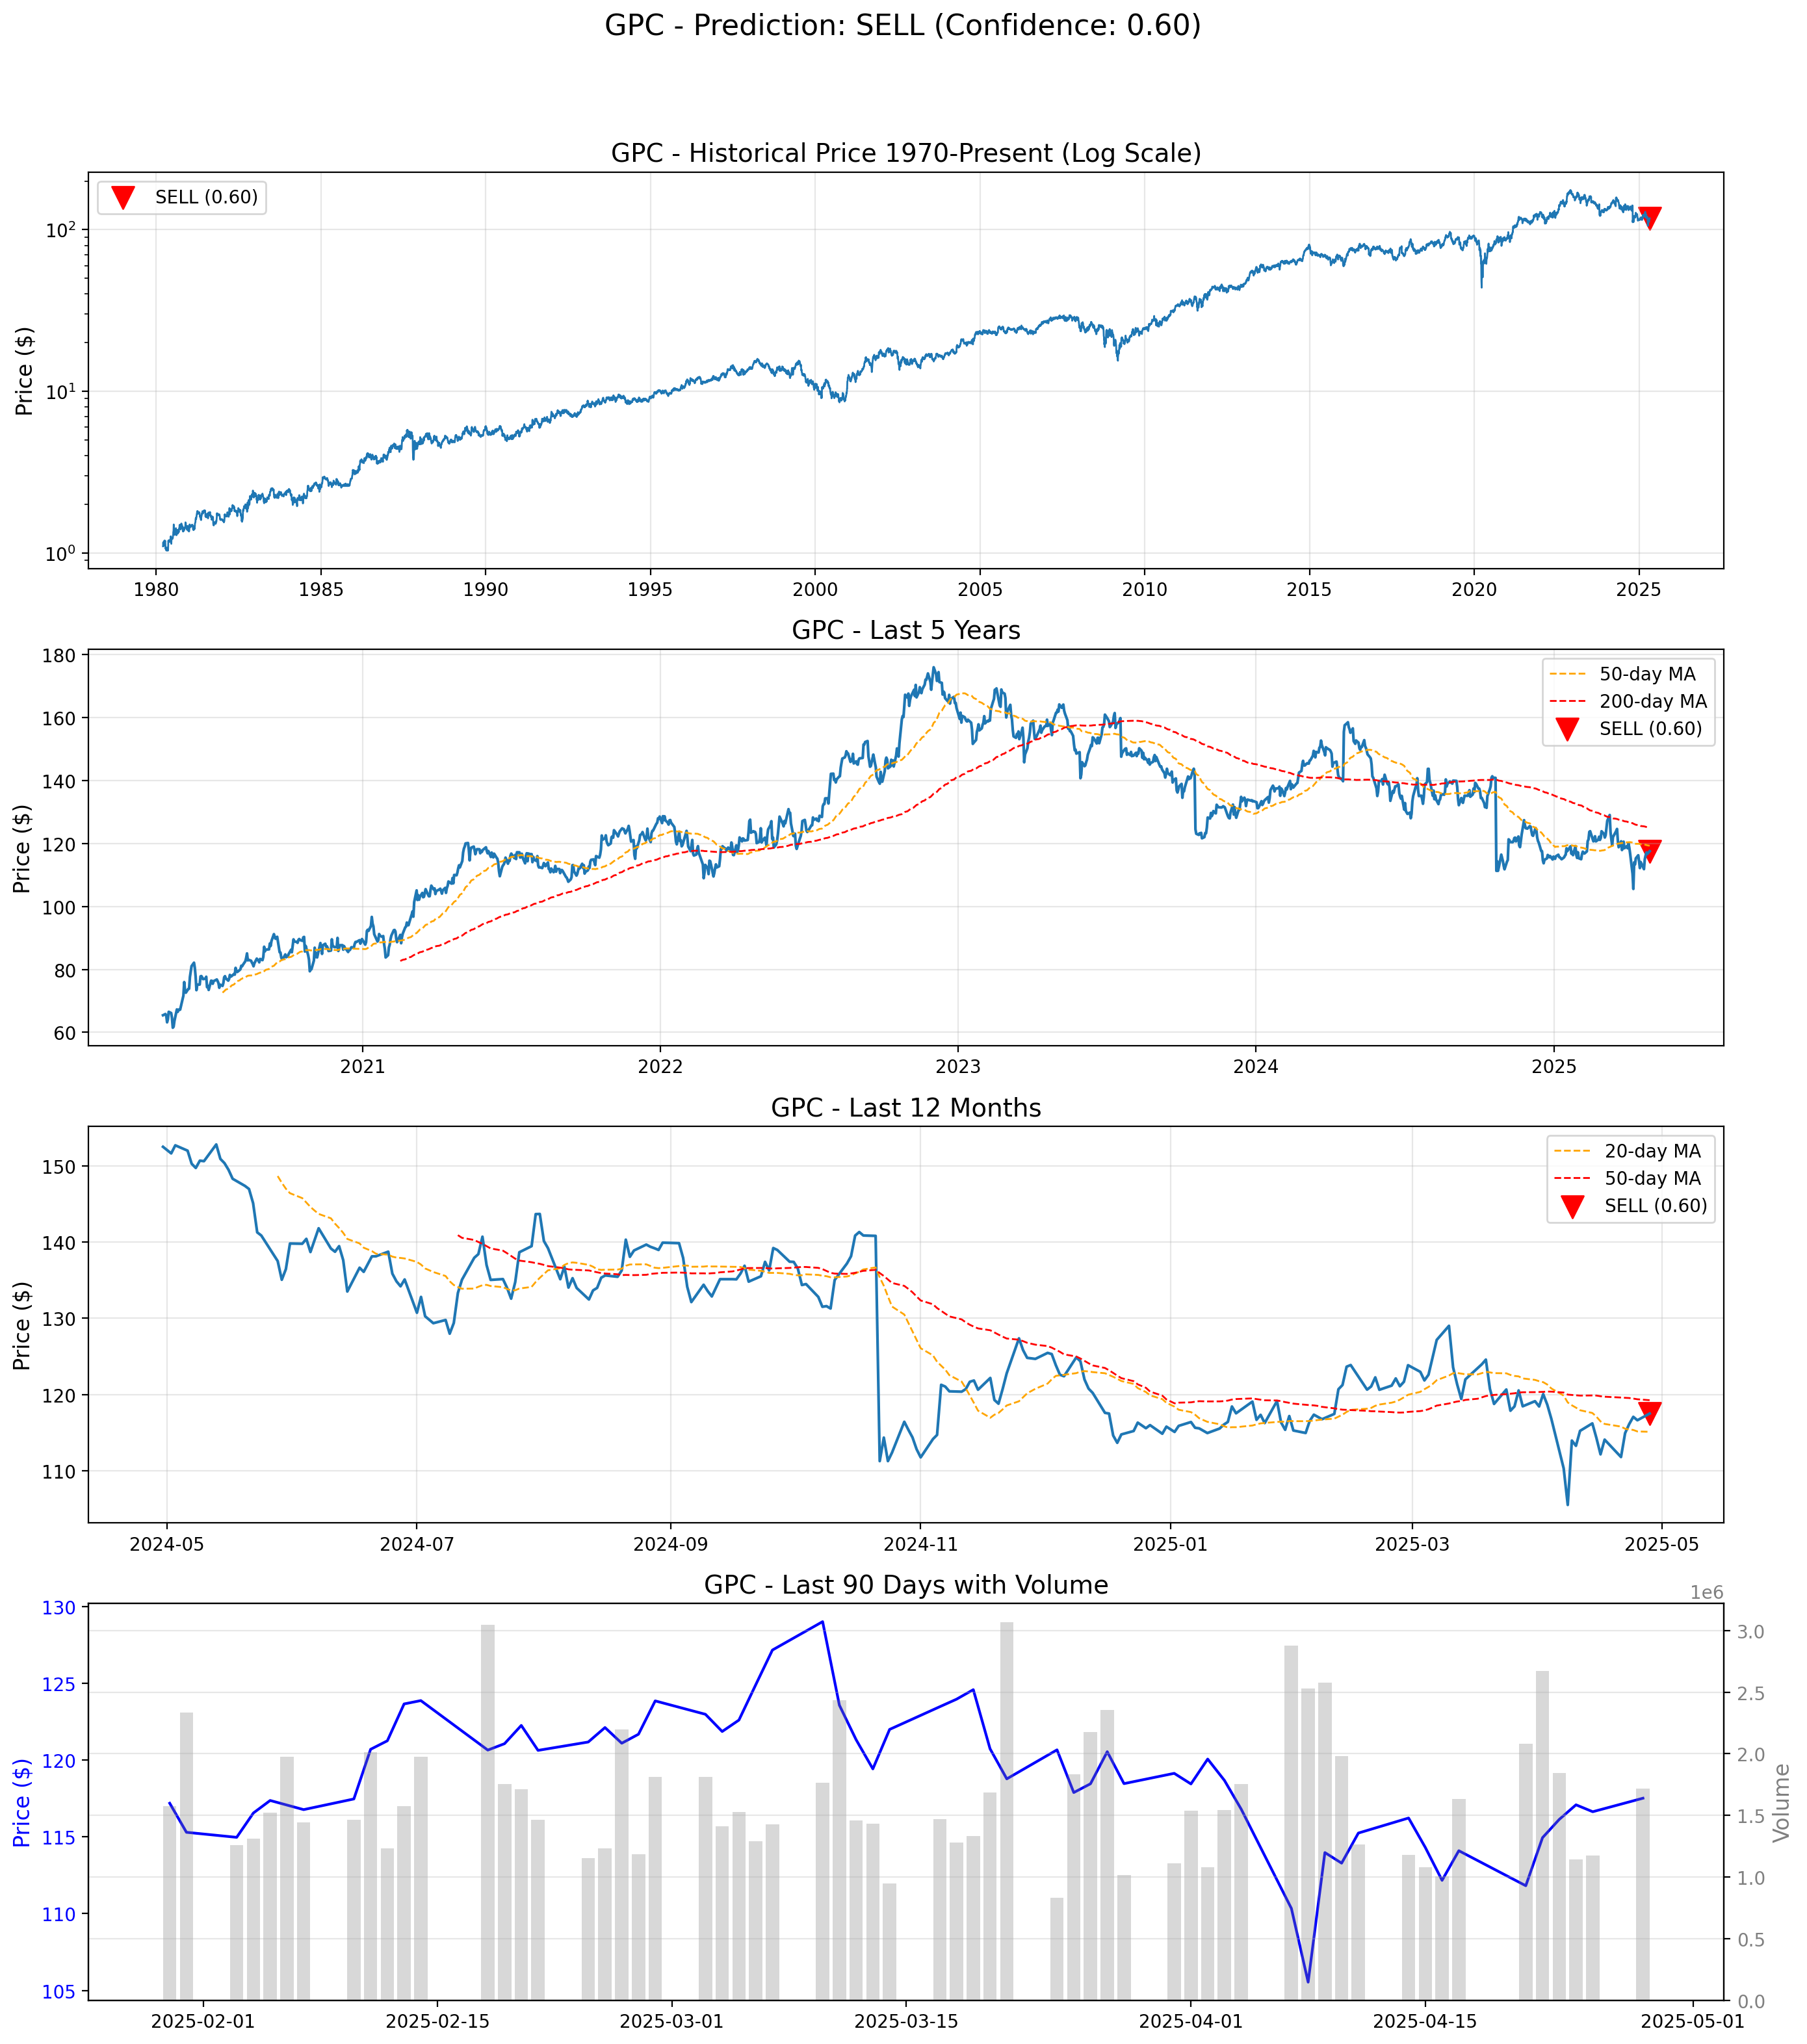 GPC - Prediction: SELL (Confidence: 0.60)
GPC - Historical Price 1970-Present (Log Scale)
SELL (0.60)
Price ($)
10²
10¹
10⁰
1980 1985 1990 1995 2000 2005 2010 2015 2020 2025
GPC - Last 5 Years
50-day MA
200-day MA
SELL (0.60)
Price ($)
180
160
140
120
100
80
60
2021 2022 2023 2024 2025
GPC - Last 12 Months
20-day MA
50-day MA
SELL (0.60)
Price ($)
150
140
130
120
110
2024-05 2024-07 2024-09 2024-11 2025-01 2025-03 2025-05
GPC - Last 90 Days with Volume
1e6
Price ($)
130
125
120
115
110
105
3.0
2.5
2.0
1.5
1.0
0.5
0.0
Volume
2025-02-01 2025-02-15 2025-03-01 2025-03-15 2025-04-01 2025-04-15 2025-05-01